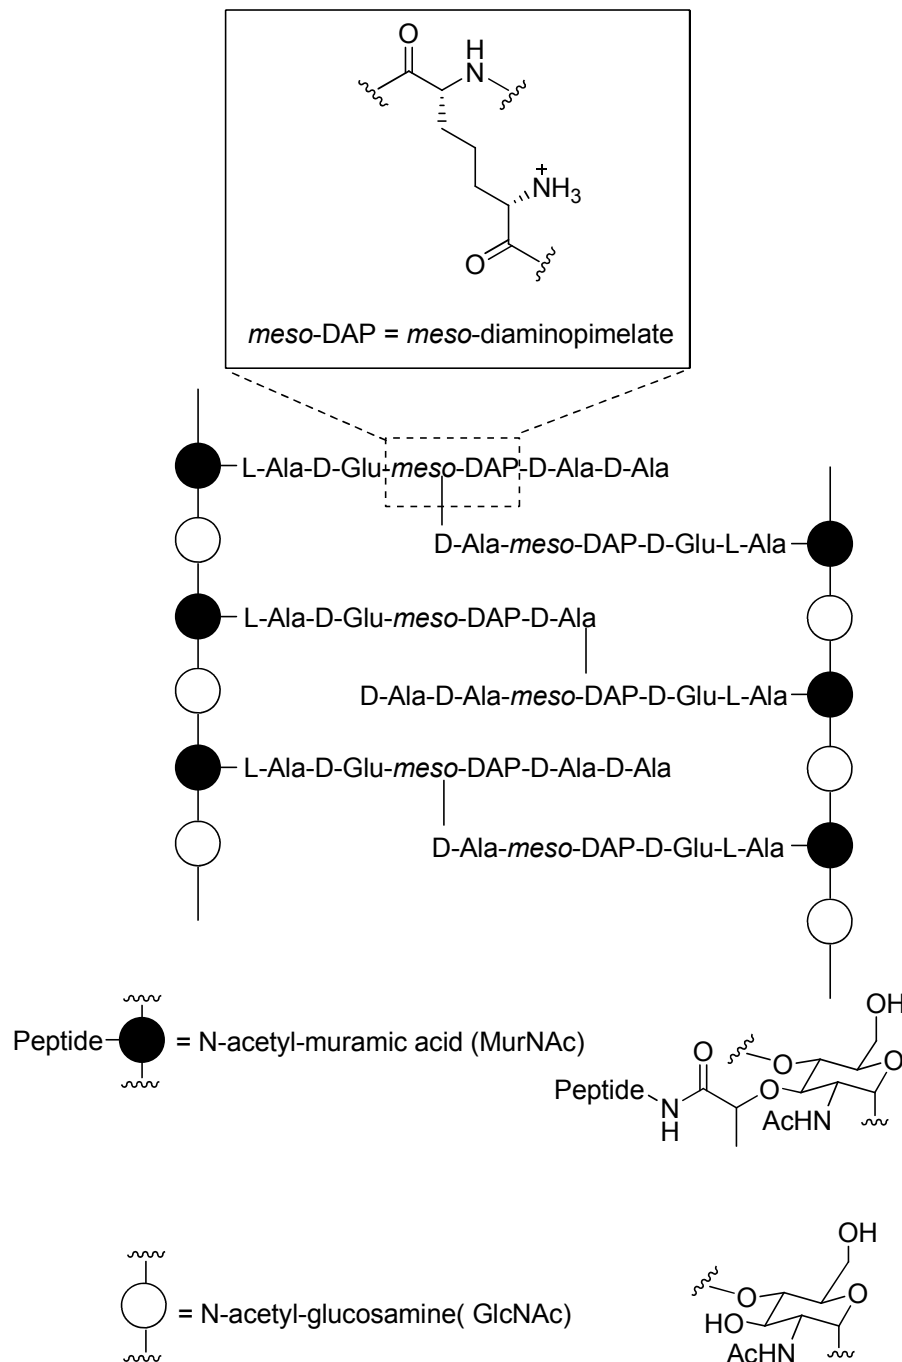 O
H
N
+
NH3
O
meso-DAP = meso-diaminopimelate
L-Ala-D-Glu-meso-DAP-D-Ala-D-Ala
D-Ala-meso-DAP-D-Glu-L-Ala
L-Ala-D-Glu-meso-DAP-D-Ala
D-Ala-D-Ala-meso-DAP-D-Glu-L-Ala
L-Ala-D-Glu-meso-DAP-D-Ala-D-Ala
D-Ala-meso-DAP-D-Glu-L-Ala
Peptide
= N-acetyl-muramic acid (MurNAc)
OH
O
O
O
Peptide
O
N
H
AcHN
= N-acetyl-glucosamine( GlcNAc)
OH
O
O
HO
AcHN